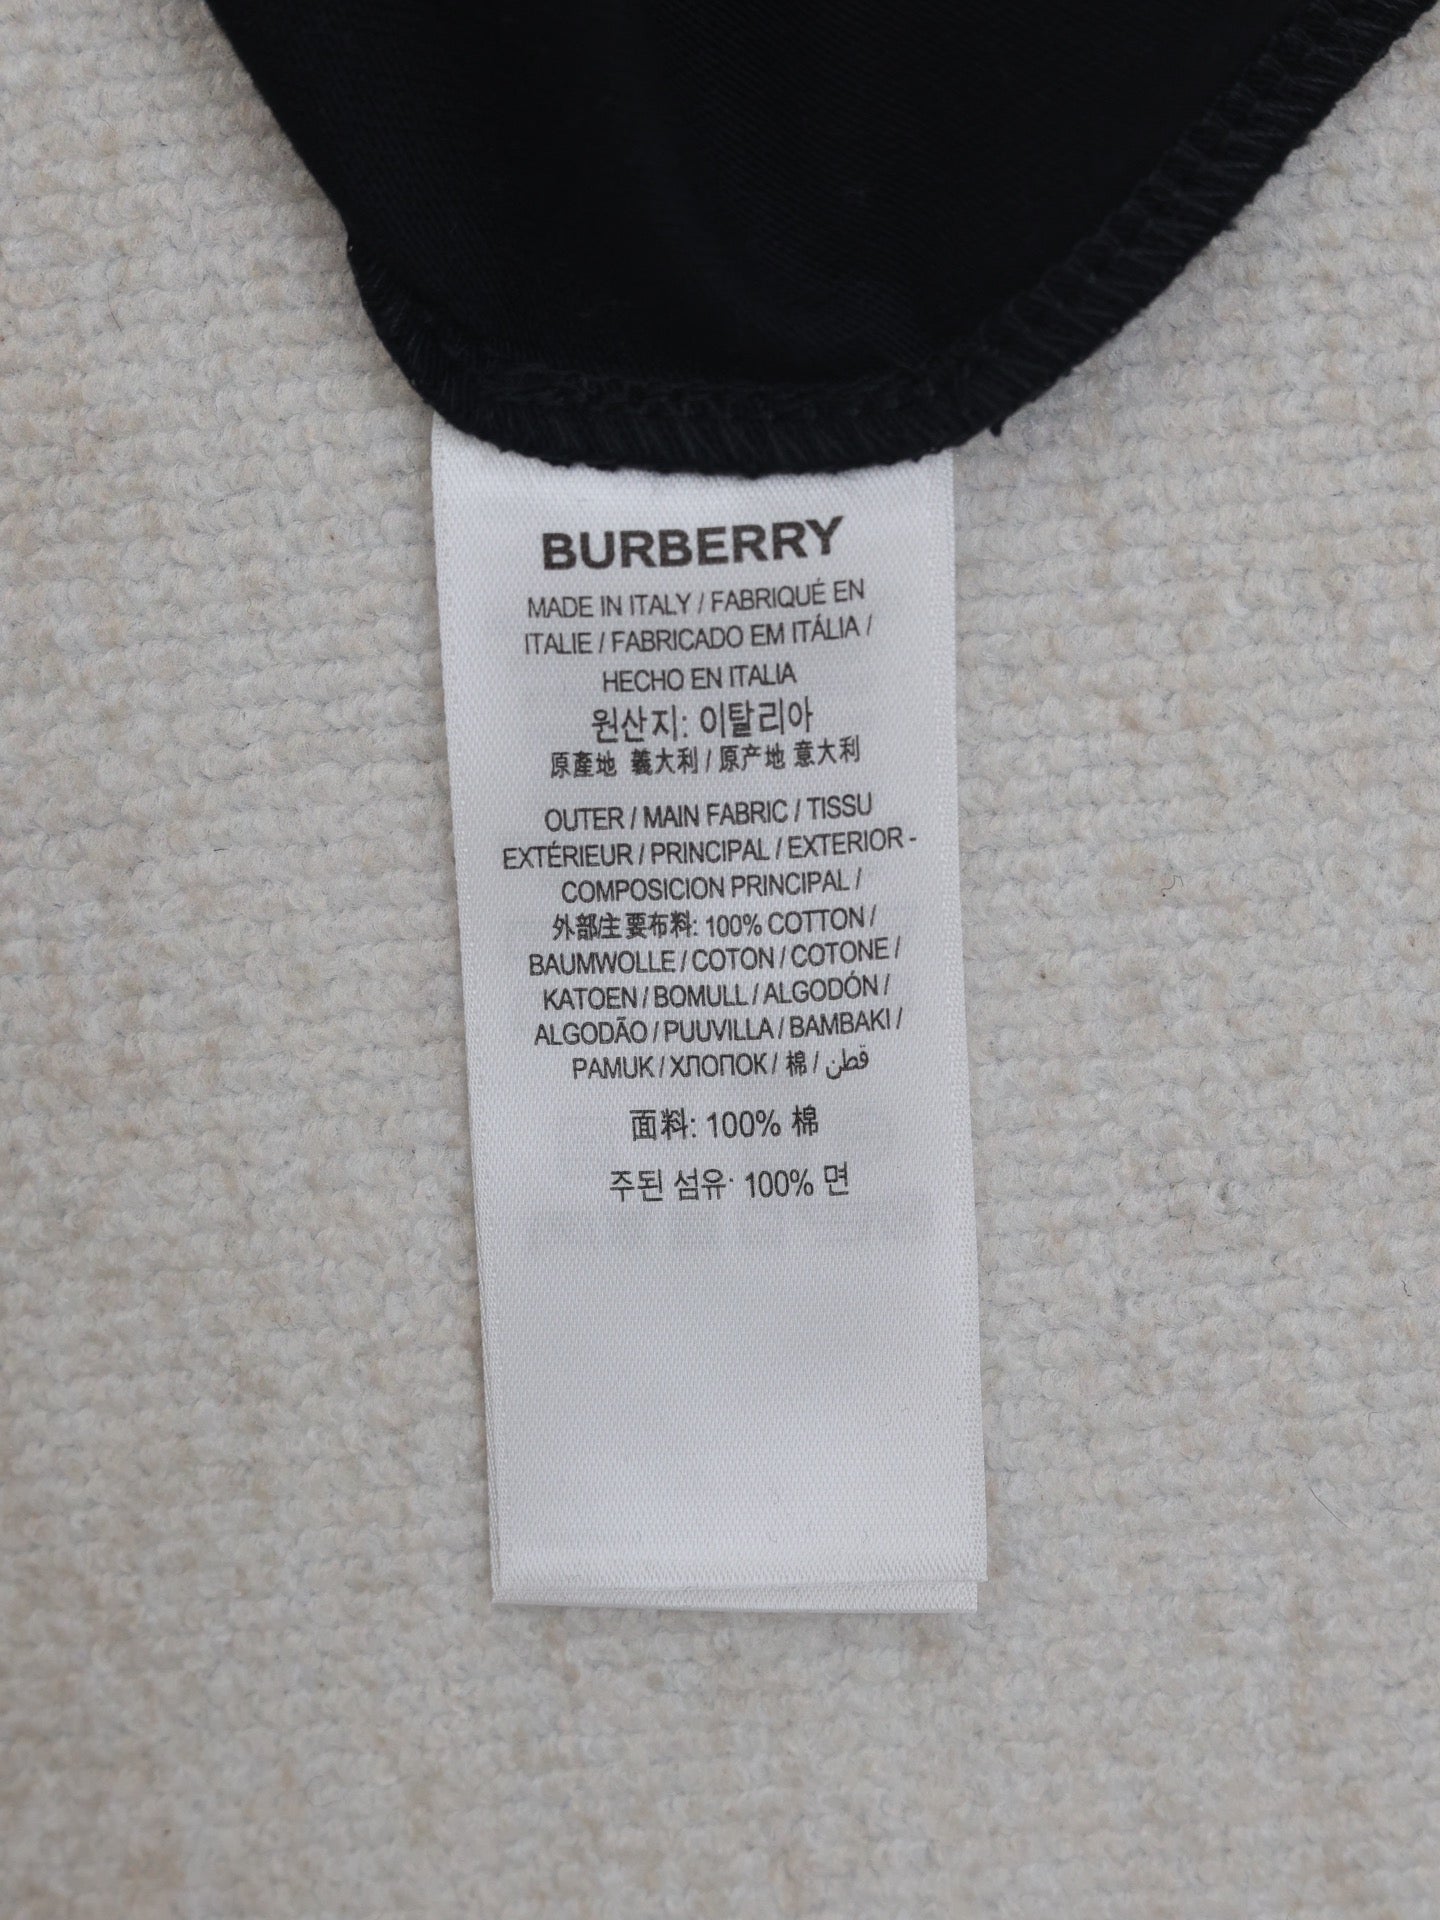 BURBERRY
MADE IN ITALY / FABRIQUÉ EN
ITALIE / FABRICADO EM ITÁLIA /
HECHO EN ITALIA
원산지: 이탈리아
原產地 義大利 / 原产地 意大利
OUTER / MAIN FABRIC / TISSU
EXTÉRIEUR / PRINCIPAL / EXTERIOR -
COMPOSICION PRINCIPAL /
外部/主要布料: 100% COTTON /
BAUMWOLLE / COTON / COTONE /
KATOEN / BOMULL / ALGODÓN /
ALGODÃO / PUUVILLA / BAMBAKI /
PAMUK / ХЛОПОК / 棉 / قطن
面料: 100% 棉
주된 섬유: 100% 면